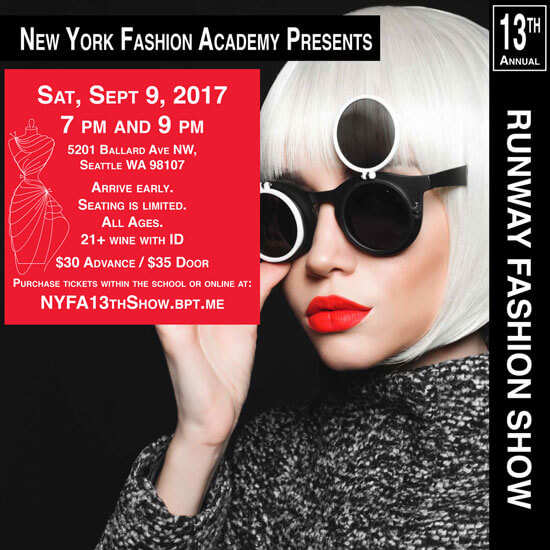 New York Fashion Academy Presents
13th
Annual
Runway Fashion Show
Sat, Sept 9, 2017
7 pm and 9 pm
5201 Ballard Ave NW,
Seattle WA 98107
Arrive early.
Seating is limited.
All Ages.
21+ wine with ID
$30 Advance / $35 Door
Purchase tickets within the school or online at:
NYFA13thShow.bpt.me